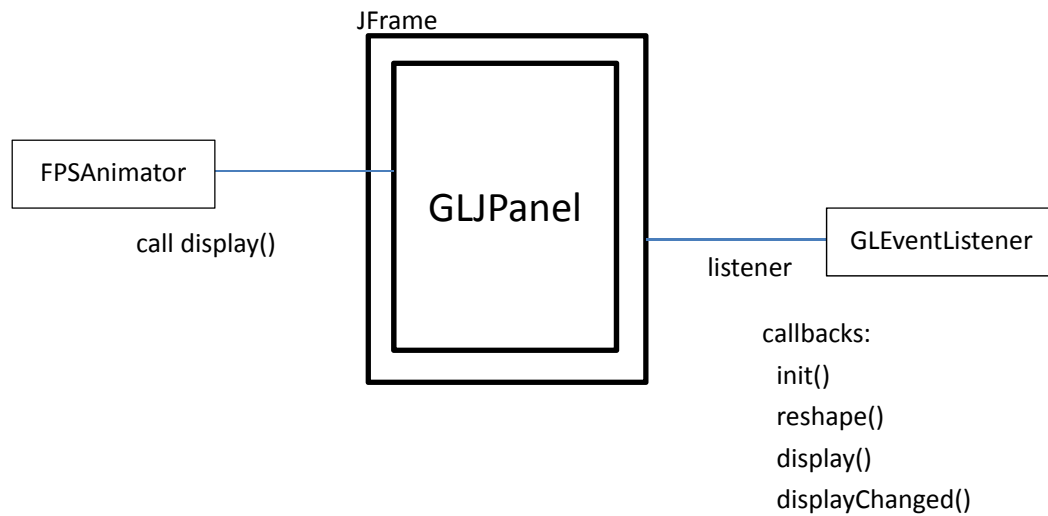 JFrame
FPSAnimator
call display()
GLJPanel
GLEventListener
listener
callbacks:
init()
reshape()
display()
displayChanged()